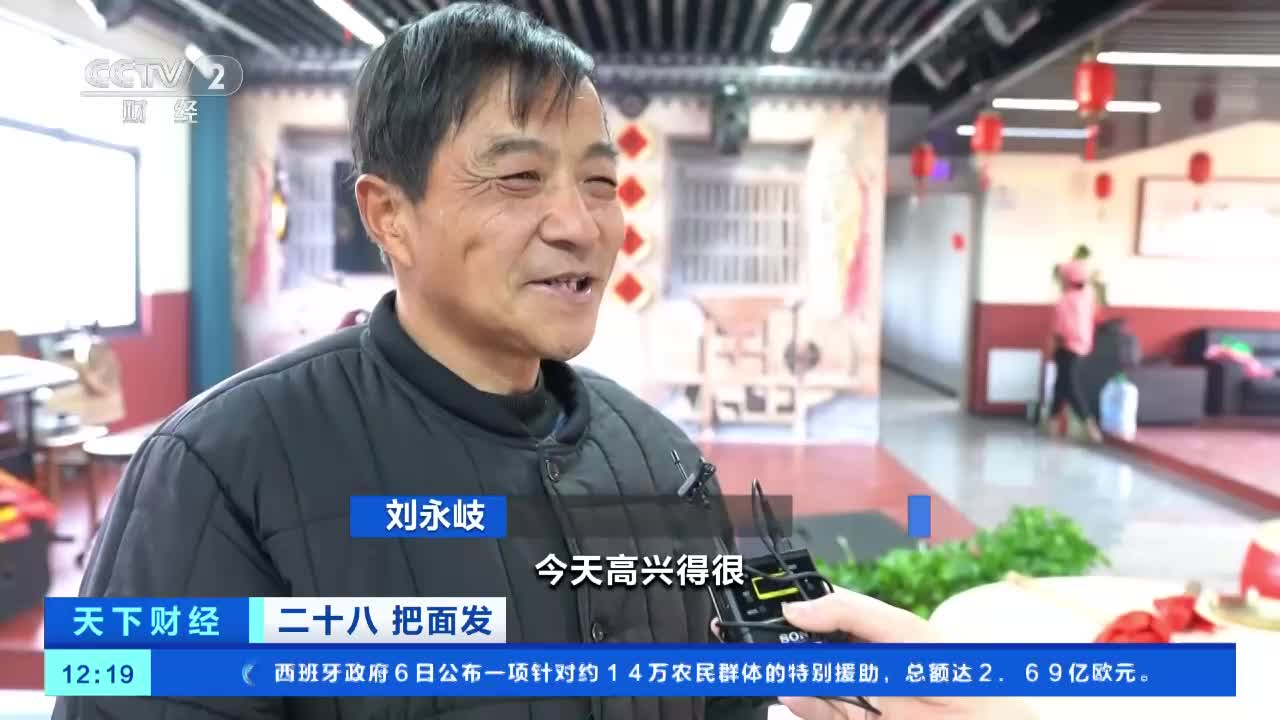 CCTV 2
财经
刘永岐
今天高兴得很
SONY
天下财经
二十八 把面发
12:19
西班牙政府6日公布一项针对约14万农民群体的特别援助，总额达2．69亿欧元。